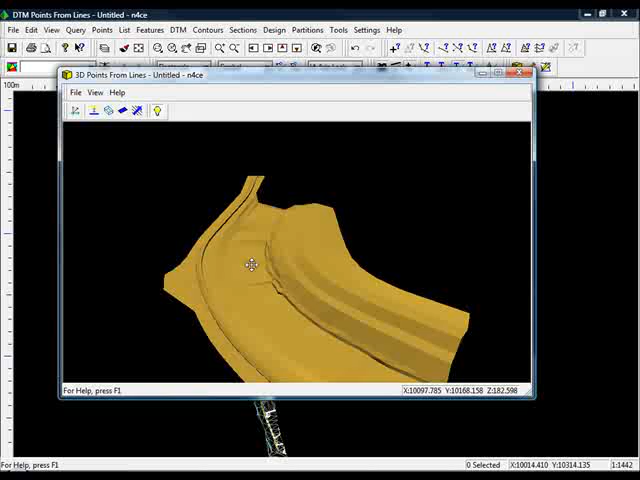 DTM Points From Lines - Untitled - n4ce
File Edit View Query Points List Features DTM Contours Sections Design Partitions Tools Settings Help
100m
3D Points From Lines - Untitled - n4ce
File View Help
For Help, press F1
X:10097.785 Y:10168.158 Z:182.598
For Help, press F1
0 Selected X:10014.410 Y:10314.135 1:1442